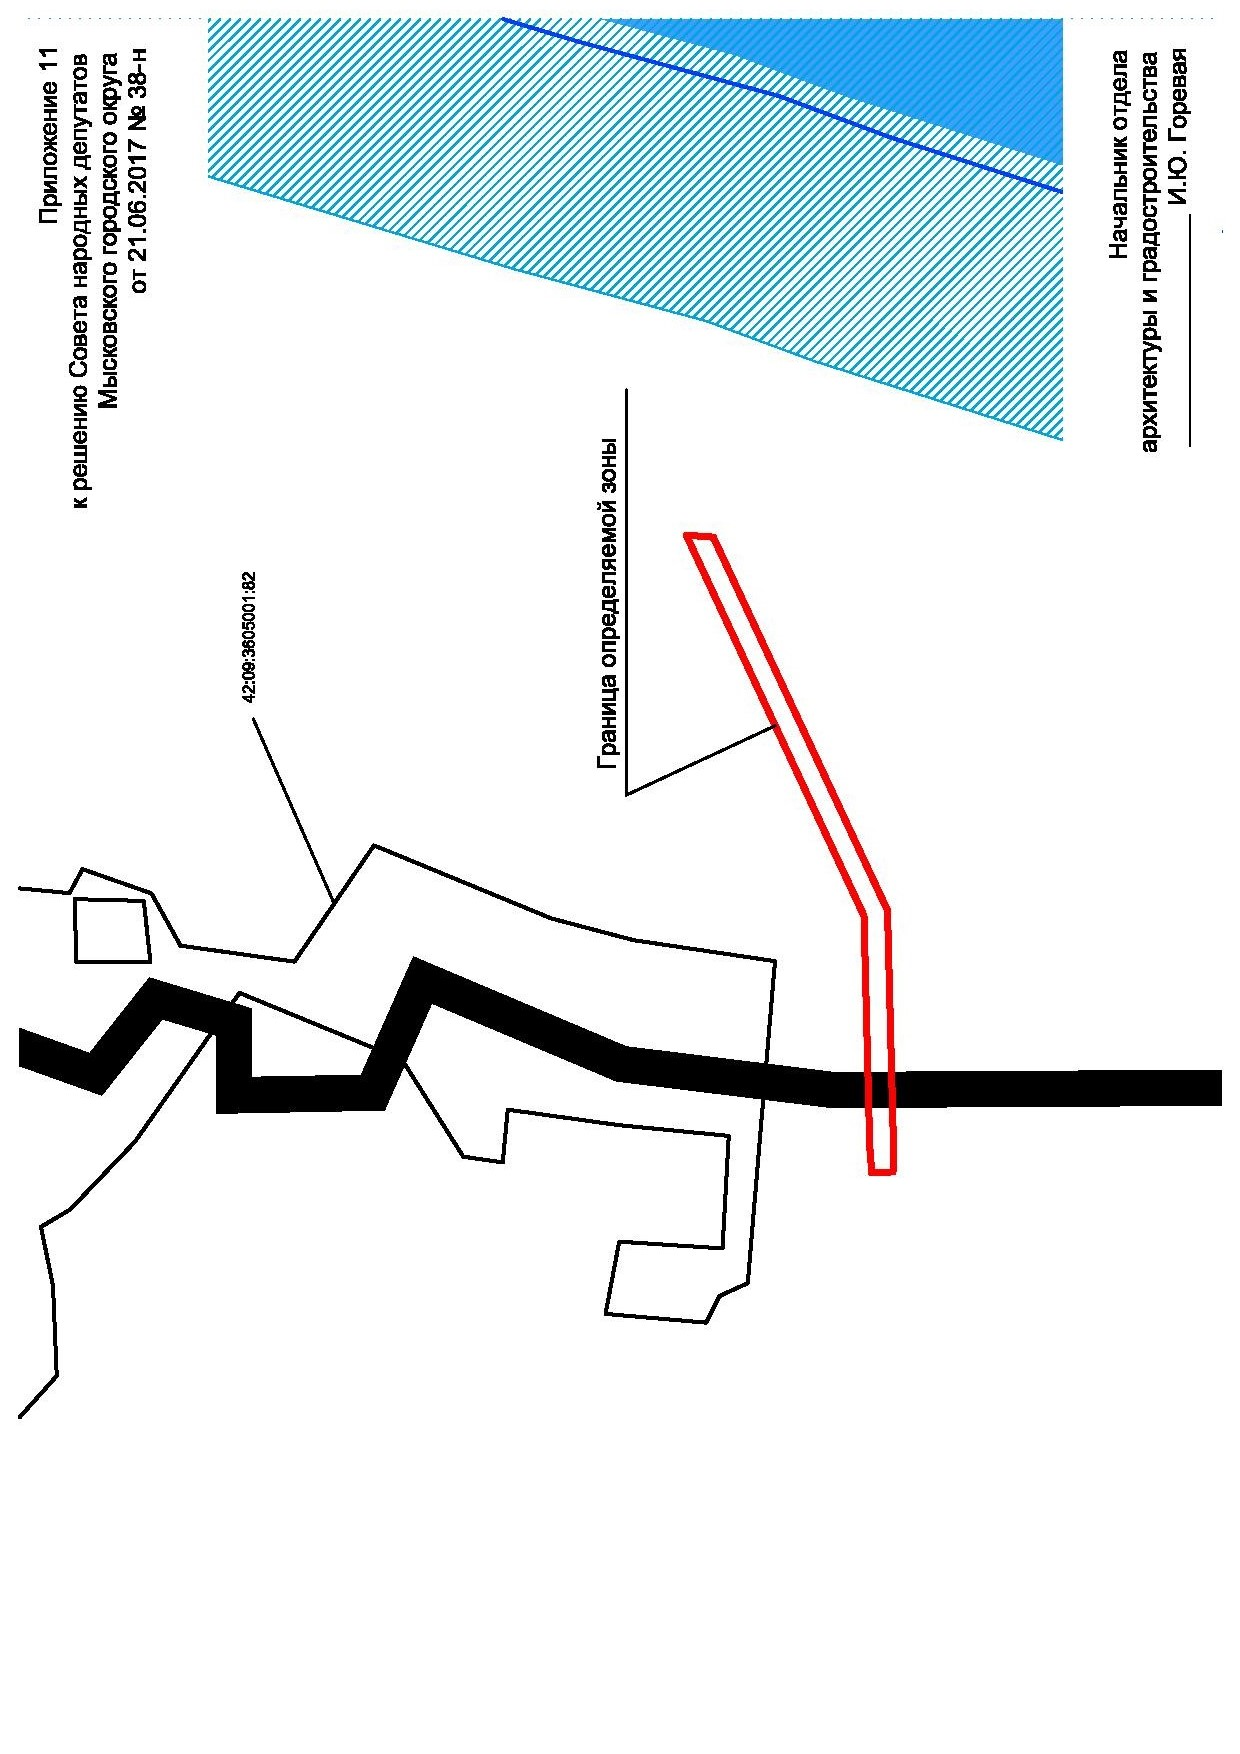 Приложение 11
к решению Совета народных депутатов
Мысковского городского округа
от 21.06.2017 № 38-н
42:09:3605001:82
Граница определяемой зоны
Начальник отдела
архитектуры и градостроительства
И.Ю. Горевая